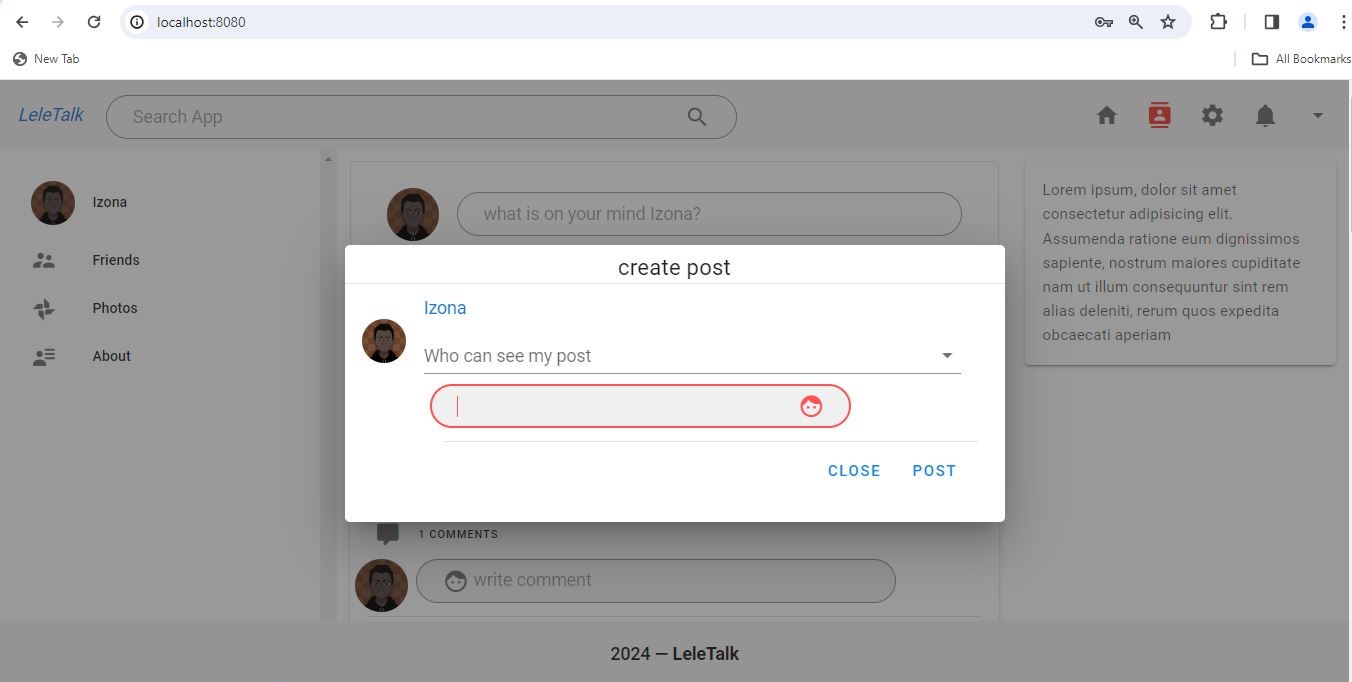 localhost:8080
New Tab
All Bookmarks
LeleTalk
Search App
Izona
Friends
Photos
About
what is on your mind Izona?
create post
Izona
Who can see my post
CLOSE
POST
1 COMMENTS
write comment
Lorem ipsum, dolor sit amet
consectetur adipisicing elit.
Assumenda ratione eum dignissimos
sapiente, nostrum maiores cupiditate
nam ut illum consequuntur sint rem
alias deleniti, rerum quos expedita
obcaecati aperiam
2024 — LeleTalk